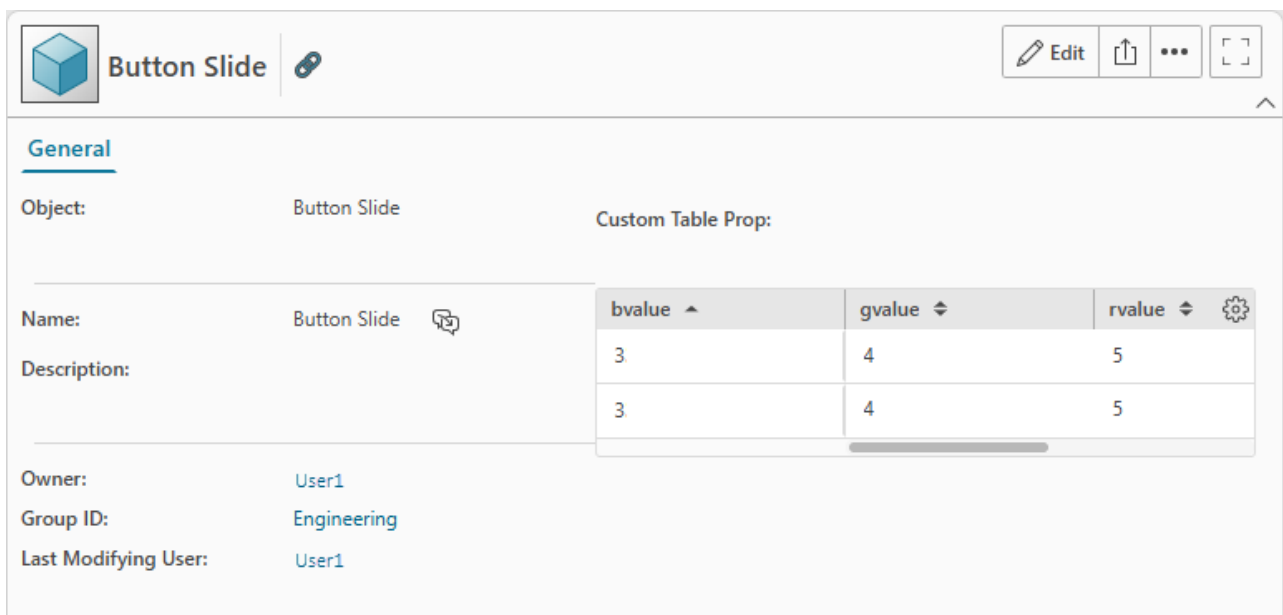 Button Slide
Edit
General
Object: Button Slide
Custom Table Prop:
Name: Button Slide
Description:
bvalue gvalue rvalue
3 4 5
3 4 5
Owner: User1
Group ID: Engineering
Last Modifying User: User1